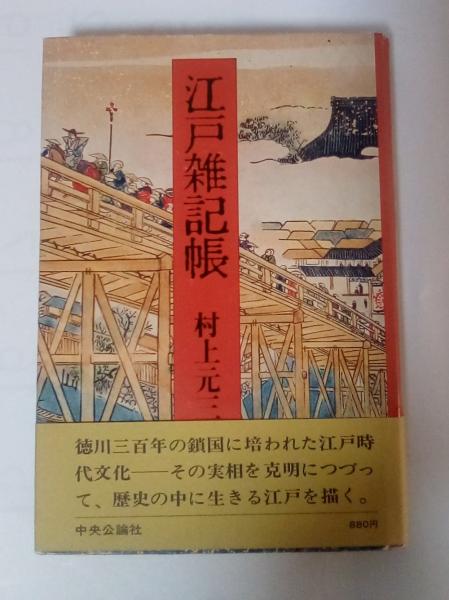 江戸雑記帳
村上元三
徳川三百年の鎖国に培われた江戸時
代文化――その実相を克明につづっ
て、歴史の中に生きる江戸を描く。
中央公論社
880円